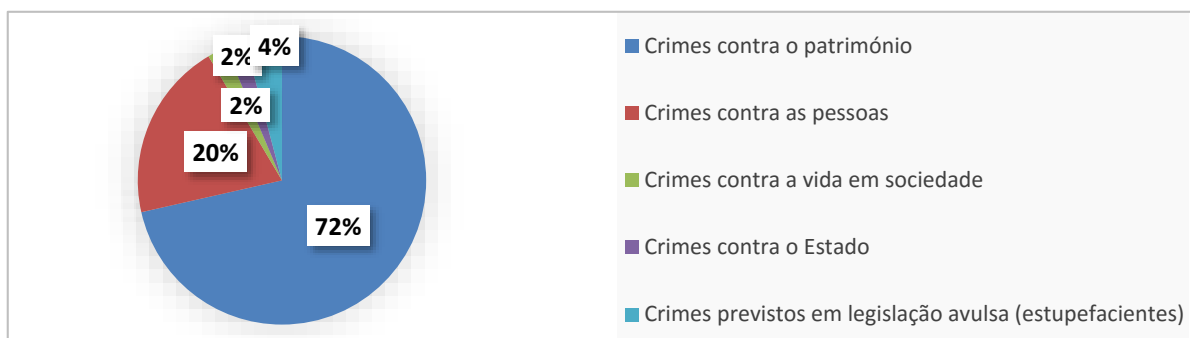 2%
4%
2%
20%
72%
Crimes contra o património
Crimes contra as pessoas
Crimes contra a vida em sociedade
Crimes contra o Estado
Crimes previstos em legislação avulsa (estupefacientes)